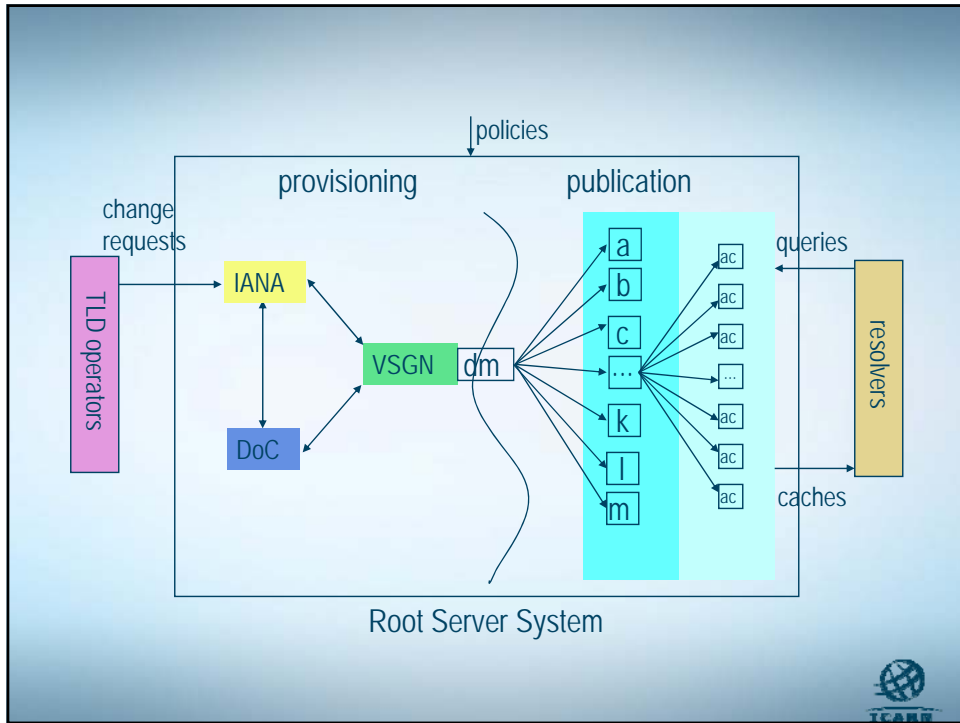 policies
provisioning
publication
change
requests
TLD operators
IANA
DoC
VSGN
dm
a
b
c
...
k
l
m
ac
ac
ac
...
ac
ac
ac
queries
resolvers
caches
Root Server System
ICANN